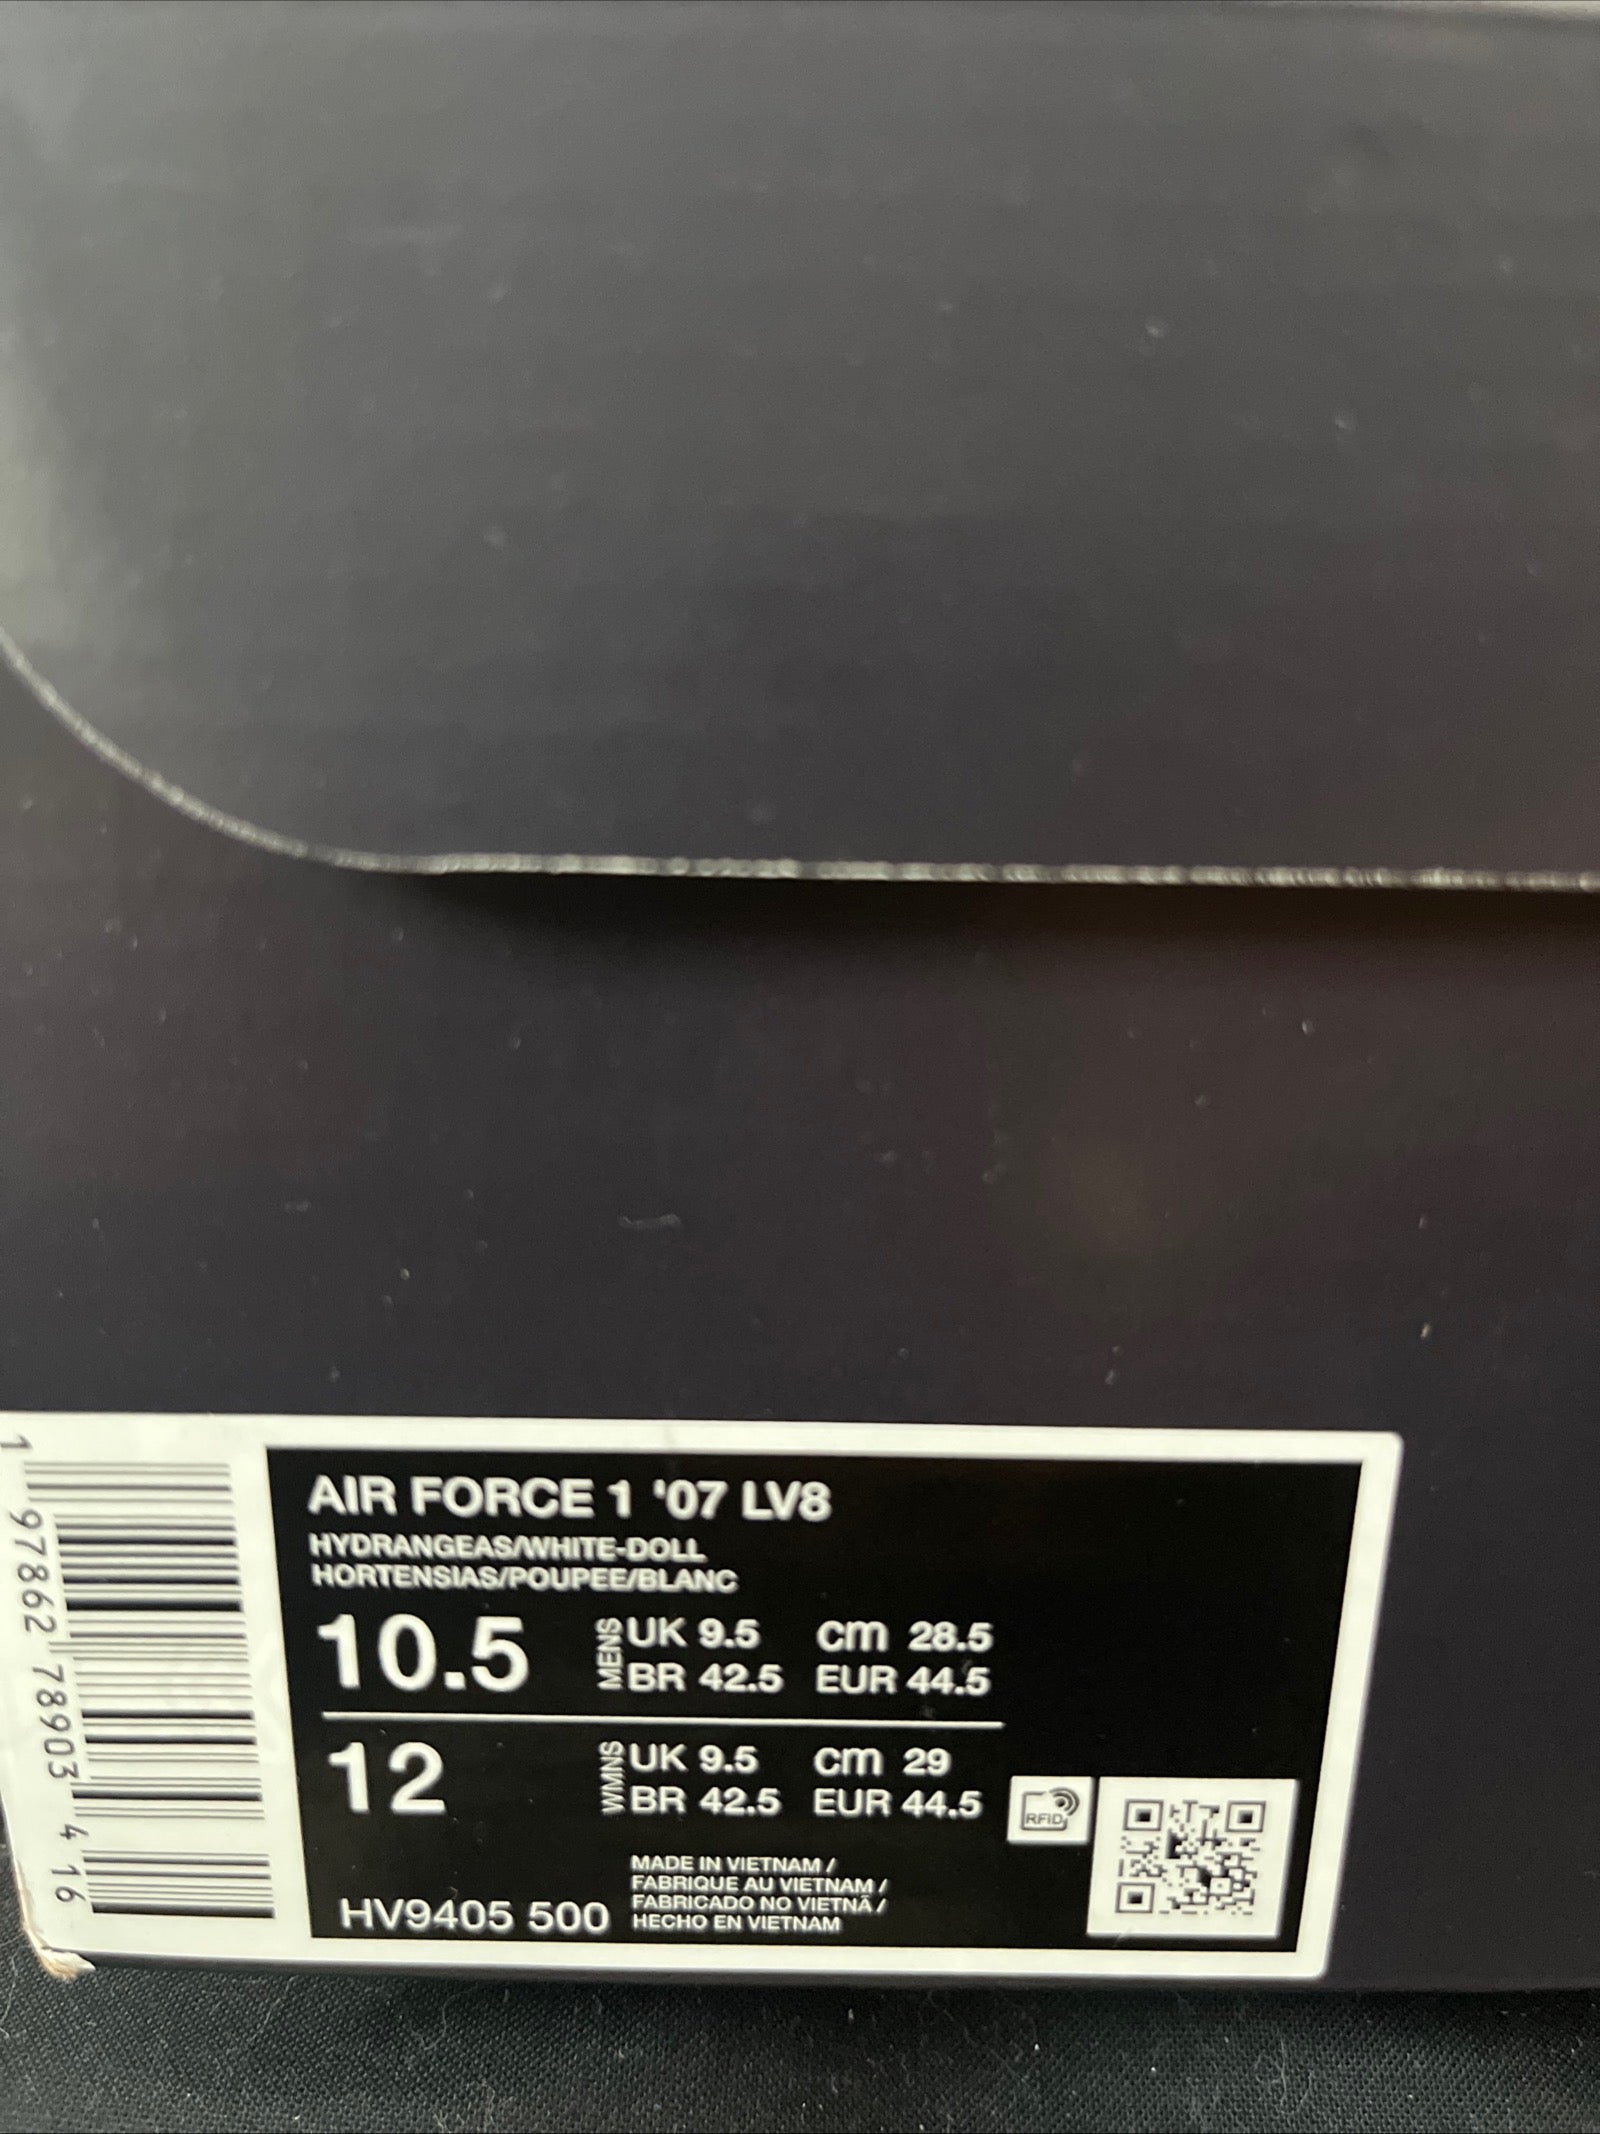 AIR FORCE 1 '07 LV8
HYDRANGEAS/WHITE-DOLL
HORTENSIAS/POUPEE/BLANC
10.5 MENS UK 9.5 cm 28.5
BR 42.5 EUR 44.5
12 WMNS UK 9.5 cm 29
BR 42.5 EUR 44.5
RFID
MADE IN VIETNAM /
FABRIQUE AU VIETNAM /
FABRICADO NO VIETNÃ /
HECHO EN VIETNAM
HV9405 500
1 97862 78903 4 16